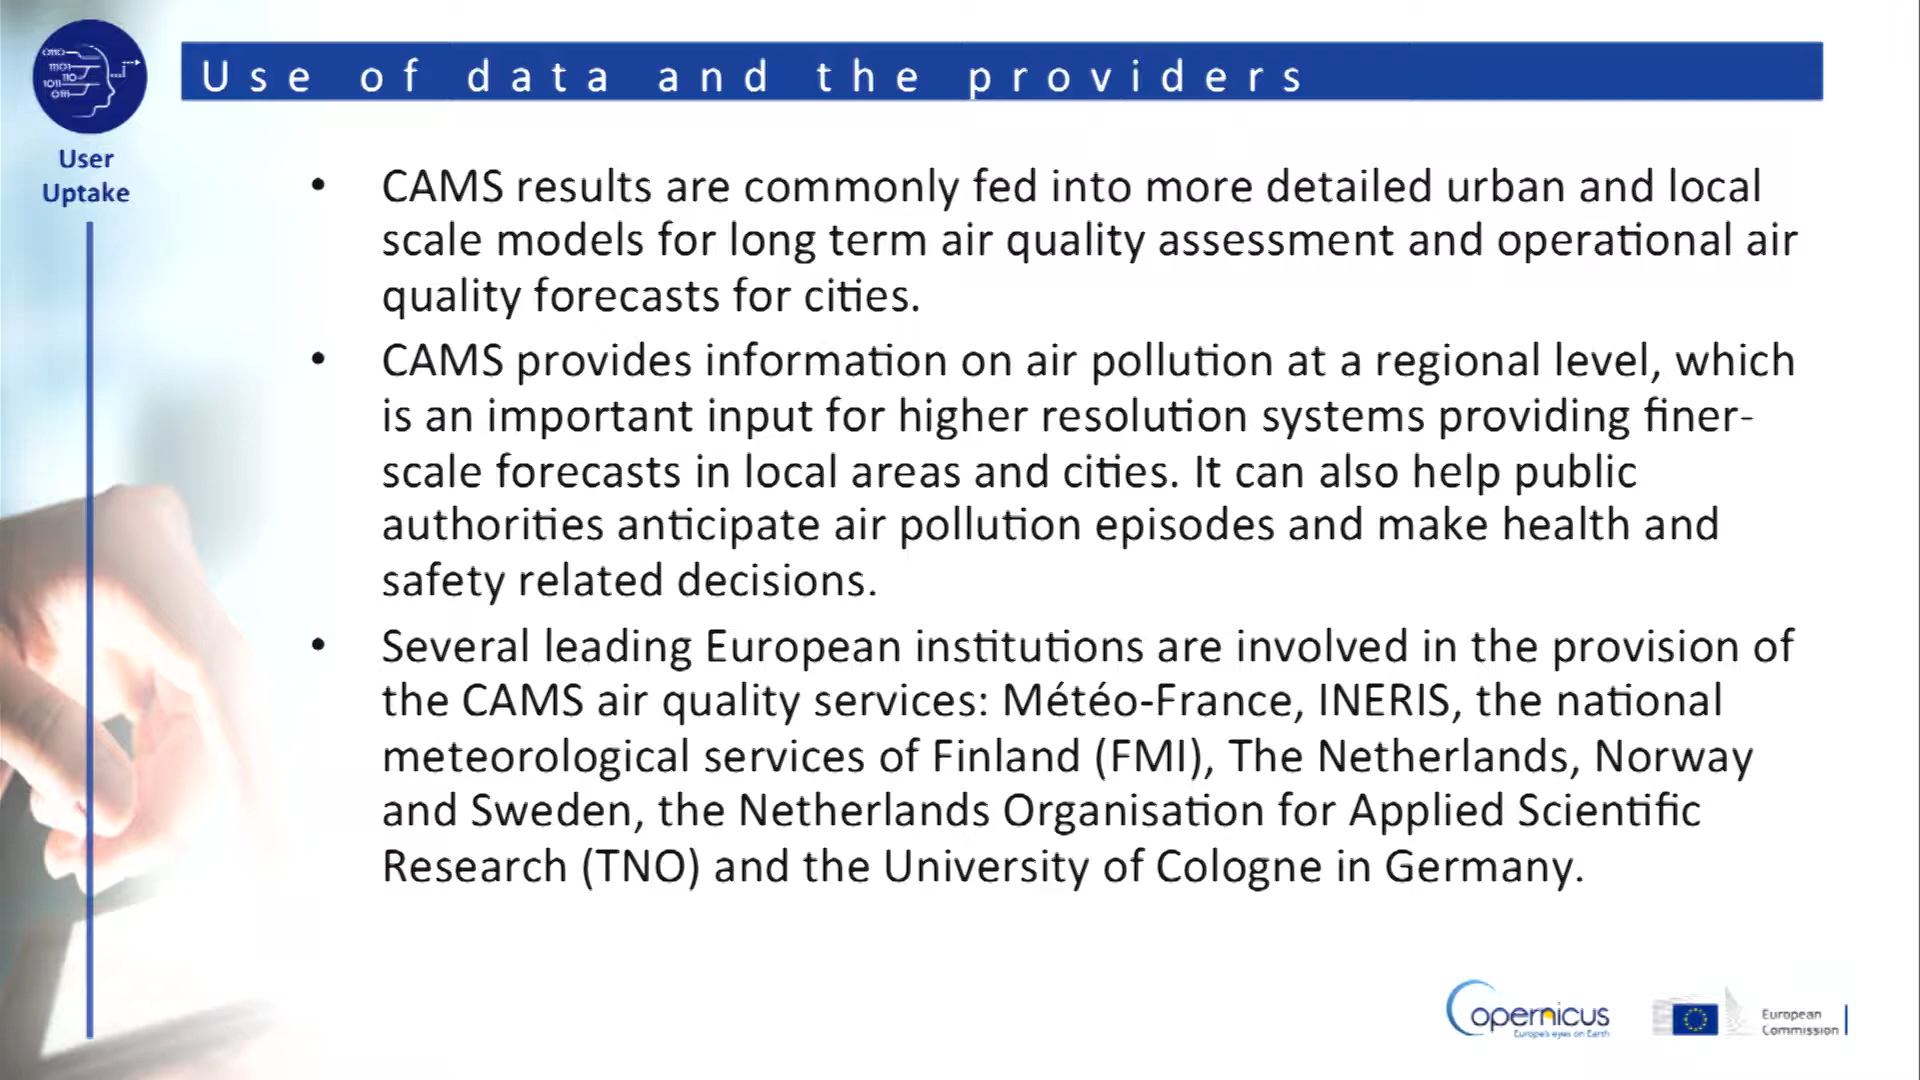 Use of data and the providers
User
Uptake
• CAMS results are commonly fed into more detailed urban and local
scale models for long term air quality assessment and operational air
quality forecasts for cities.
• CAMS provides information on air pollution at a regional level, which
is an important input for higher resolution systems providing finer-
scale forecasts in local areas and cities. It can also help public
authorities anticipate air pollution episodes and make health and
safety related decisions.
• Several leading European institutions are involved in the provision of
the CAMS air quality services: Météo-France, INERIS, the national
meteorological services of Finland (FMI), The Netherlands, Norway
and Sweden, the Netherlands Organisation for Applied Scientific
Research (TNO) and the University of Cologne in Germany.
Copernicus
Europe's eyes on Earth
European
Commission